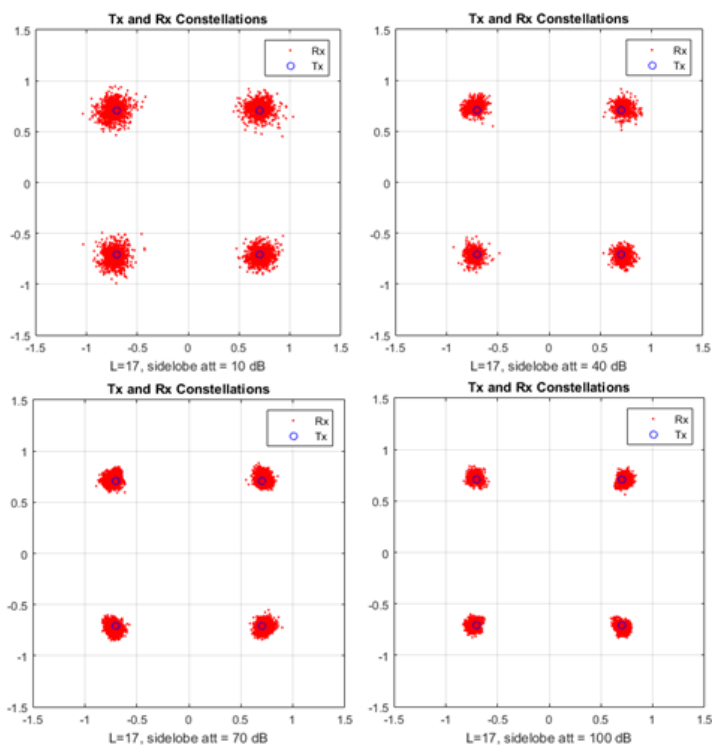 Tx and Rx Constellations
Rx
Tx
1.5
1
0.5
0
-0.5
-1
-1.5
-1.5 -1 -0.5 0 0.5 1 1.5
L=17, sidelobe att = 10 dB
Tx and Rx Constellations
Rx
Tx
1.5
1
0.5
0
-0.5
-1
-1.5
-1.5 -1 -0.5 0 0.5 1 1.5
L=17, sidelobe att = 40 dB
Tx and Rx Constellations
Rx
Tx
1.5
1
0.5
0
-0.5
-1
-1.5
-1.5 -1 -0.5 0 0.5 1 1.5
L=17, sidelobe att = 70 dB
Tx and Rx Constellations
Rx
Tx
1.5
1
0.5
0
-0.5
-1
-1.5
-1.5 -1 -0.5 0 0.5 1 1.5
L=17, sidelobe att = 100 dB